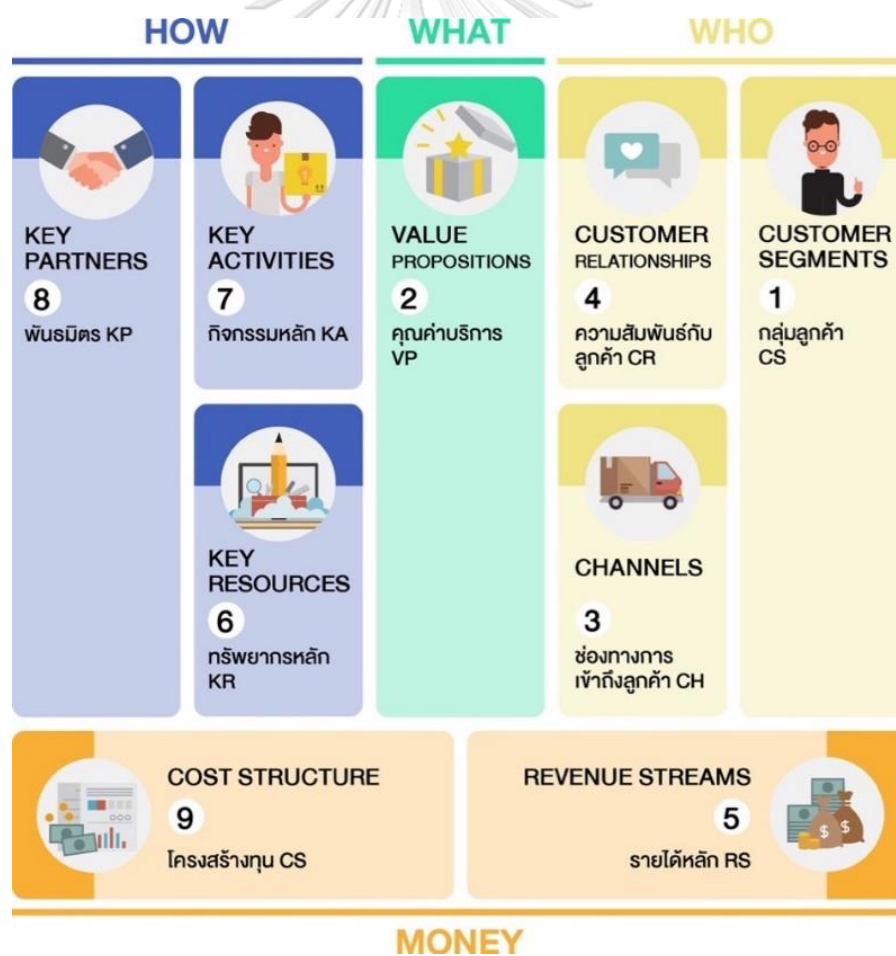 HOW
WHAT
WHO
KEY
PARTNERS
8
พันธมิตร KP
KEY
ACTIVITIES
7
กิจกรรมหลัก KA
KEY
RESOURCES
6
ทรัพยากรหลัก
KR
VALUE
PROPOSITIONS
2
คุณค่าบริการ
VP
CUSTOMER
RELATIONSHIPS
4
ความสัมพันธ์กับ
ลูกค้า CR
CHANNELS
3
ช่องทางการ
เข้าถึงลูกค้า CH
CUSTOMER
SEGMENTS
1
กลุ่มลูกค้า
CS
COST STRUCTURE
9
โครงสร้างทุน CS
REVENUE STREAMS
5
รายได้หลัก RS
$ $
MONEY